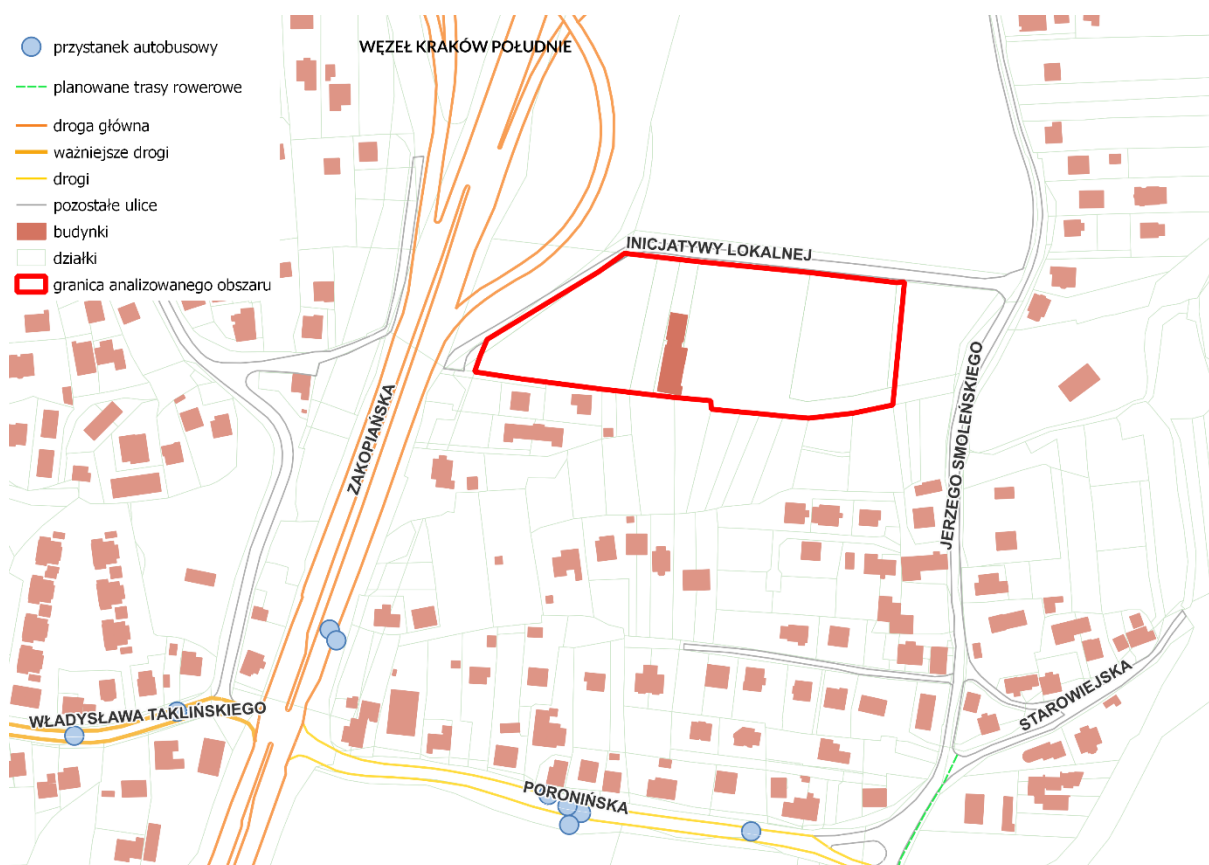 przystanek autobusowy
WĘZEŁ KRAKÓW POŁUDNIE
planowane trasy rowerowe
droga główna
ważniejsze drogi
drogi
pozostałe ulice
budynki
działki
granica analizowanego obszaru
INICJATYWY LOKALNEJ
ZAKOPIAŃSKA
JERZEGO SMOLEŃSKIEGO
STAROWIEJSKA
WŁADYSŁAWA TAKLIŃSKIEGO
PORONIŃSKA